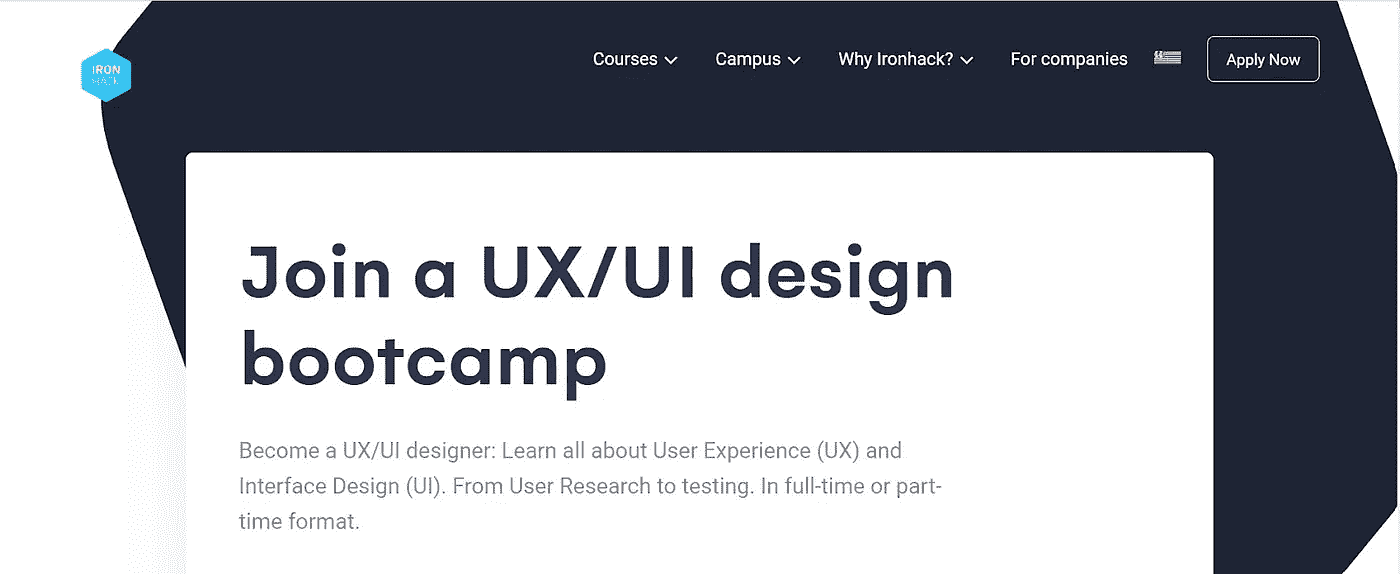 IRON
HACK
Courses
Campus
Why Ironhack?
For companies
Apply Now
Join a UX/UI design
bootcamp
Become a UX/UI designer: Learn all about User Experience (UX) and
Interface Design (UI). From User Research to testing. In full-time or part-
time format.